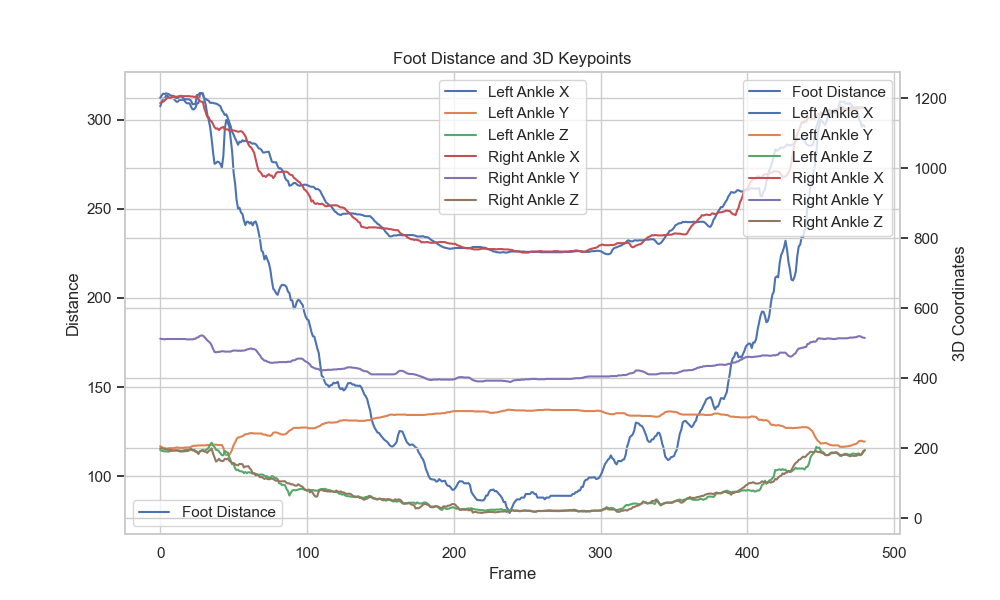 Foot Distance and 3D Keypoints
Left Ankle X
Left Ankle Y
Left Ankle Z
Right Ankle X
Right Ankle Y
Right Ankle Z
Foot Distance
Left Ankle X
Left Ankle Y
Left Ankle Z
Right Ankle X
Right Ankle Y
Right Ankle Z
Foot Distance
300
250
200
150
100
Distance
1200
1000
800
600
400
200
0
3D Coordinates
0 100 200 300 400 500
Frame